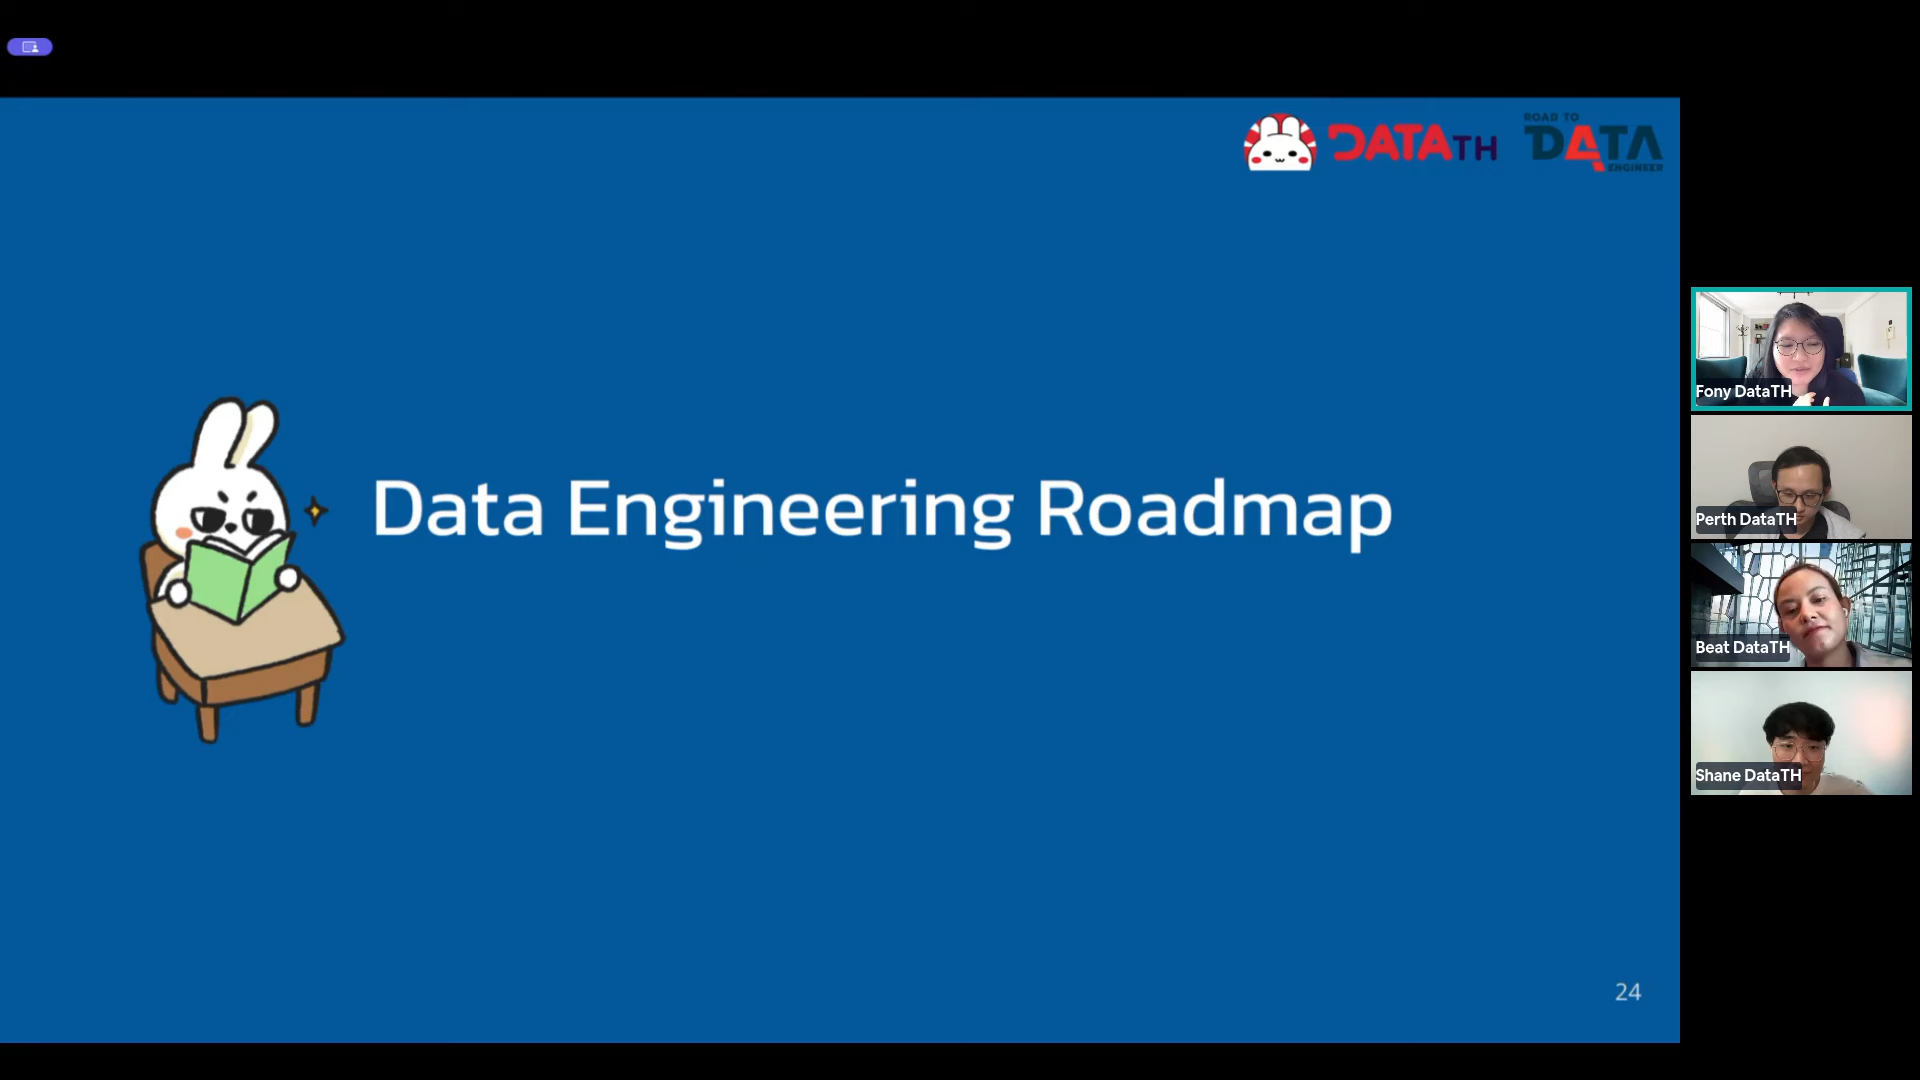 DATATH
ROAD TO
DATA
ENGINEER
Data Engineering Roadmap
24
Fony DataTH
Perth DataTH
Beat DataTH
Shane DataTH